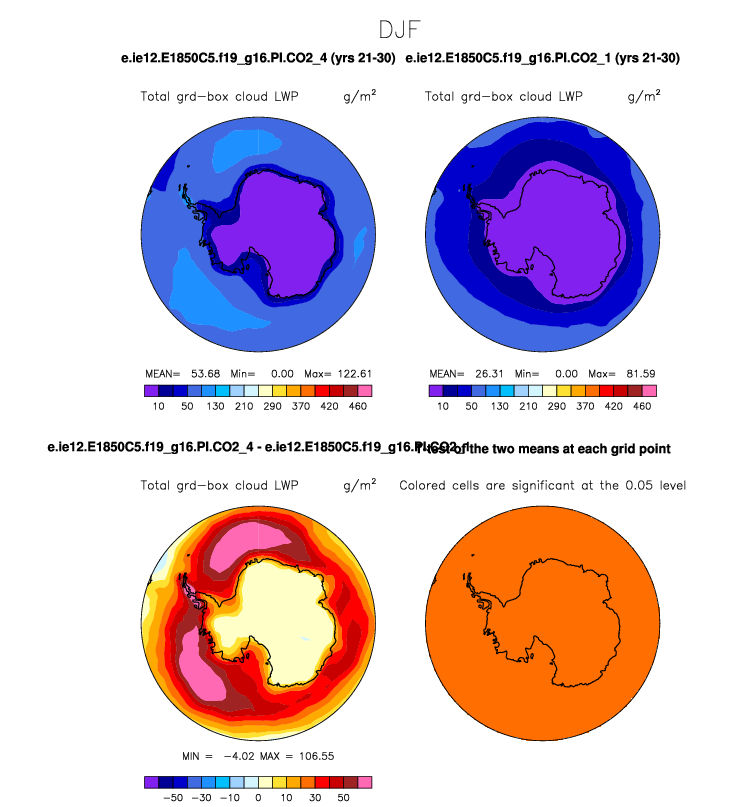 DJF
e.ie12.E1850C5.f19_g16.PI.CO2_4 (yrs 21-30) e.ie12.E1850C5.f19_g16.PI.CO2_1 (yrs 21-30)
Total grd-box cloud LWP g/m² Total grd-box cloud LWP g/m²
MEAN= 53.68 Min= 0.00 Max= 122.61 MEAN= 26.31 Min= 0.00 Max= 81.59
10 50 130 210 290 370 420 460 10 50 130 210 290 370 420 460
e.ie12.E1850C5.f19_g16.PI.CO2_4 - e.ie12.E1850C5.f19_g16.PI.CO2_1 T-test of the two means at each grid point
Total grd-box cloud LWP g/m² Colored cells are significant at the 0.05 level
MIN = -4.02 MAX = 106.55
-50 -30 -10 0 10 30 50